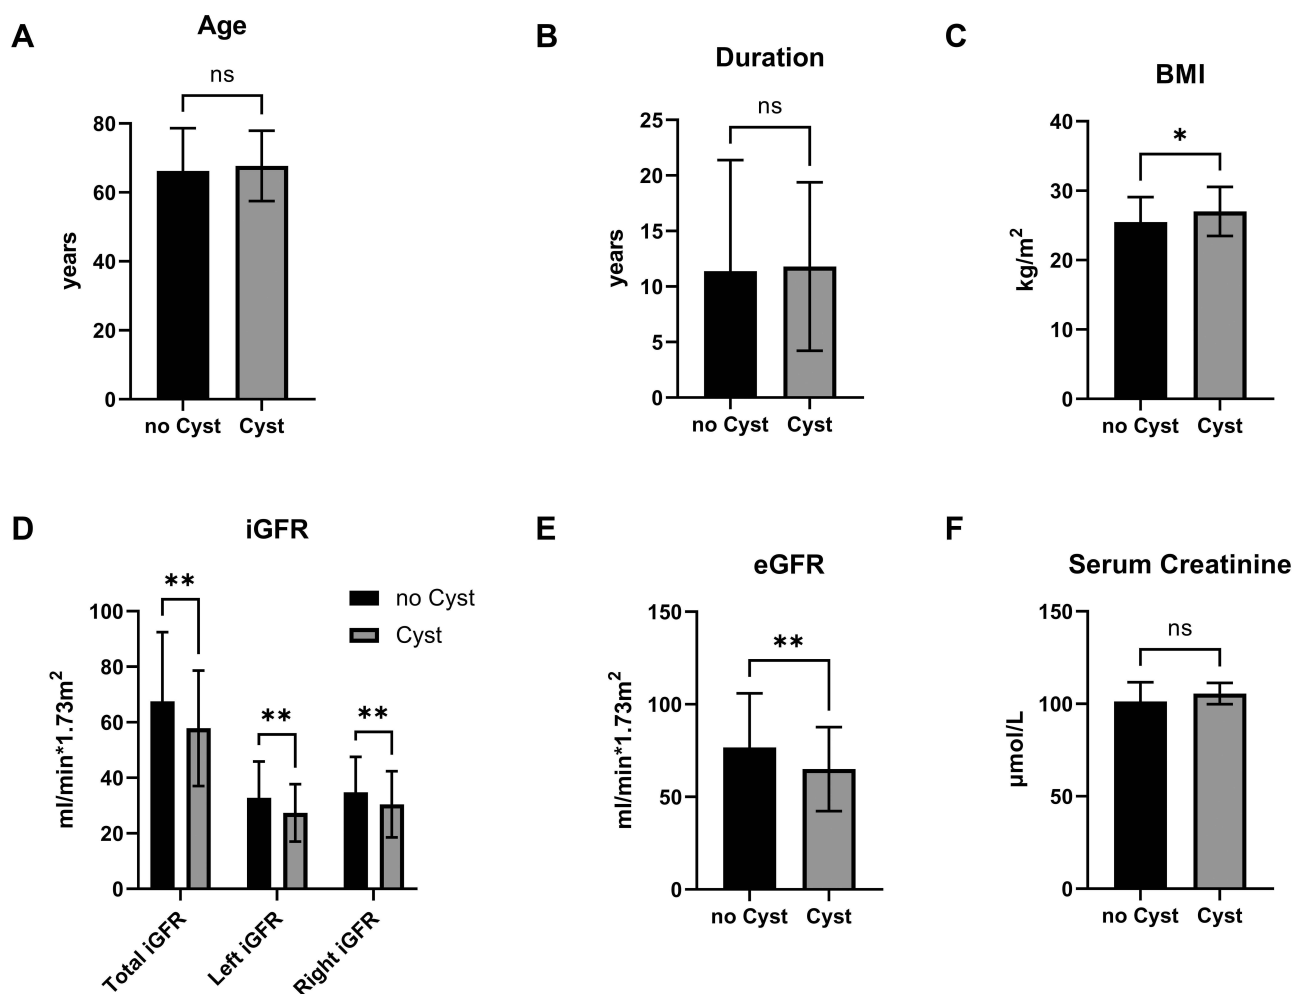 A
Age
ns
80
60
40
20
0
years
no Cyst
Cyst
B
Duration
ns
25
20
15
10
5
0
years
no Cyst
Cyst
C
BMI
*
40
30
20
10
0
kg/m²
no Cyst
Cyst
D
iGFR
**
**
**
no Cyst
Cyst
100
80
60
40
20
0
ml/min*1.73m²
Total iGFR
Left iGFR
Right iGFR
E
eGFR
**
150
100
50
0
ml/min*1.73m²
no Cyst
Cyst
F
Serum Creatinine
ns
150
100
50
0
μmol/L
no Cyst
Cyst